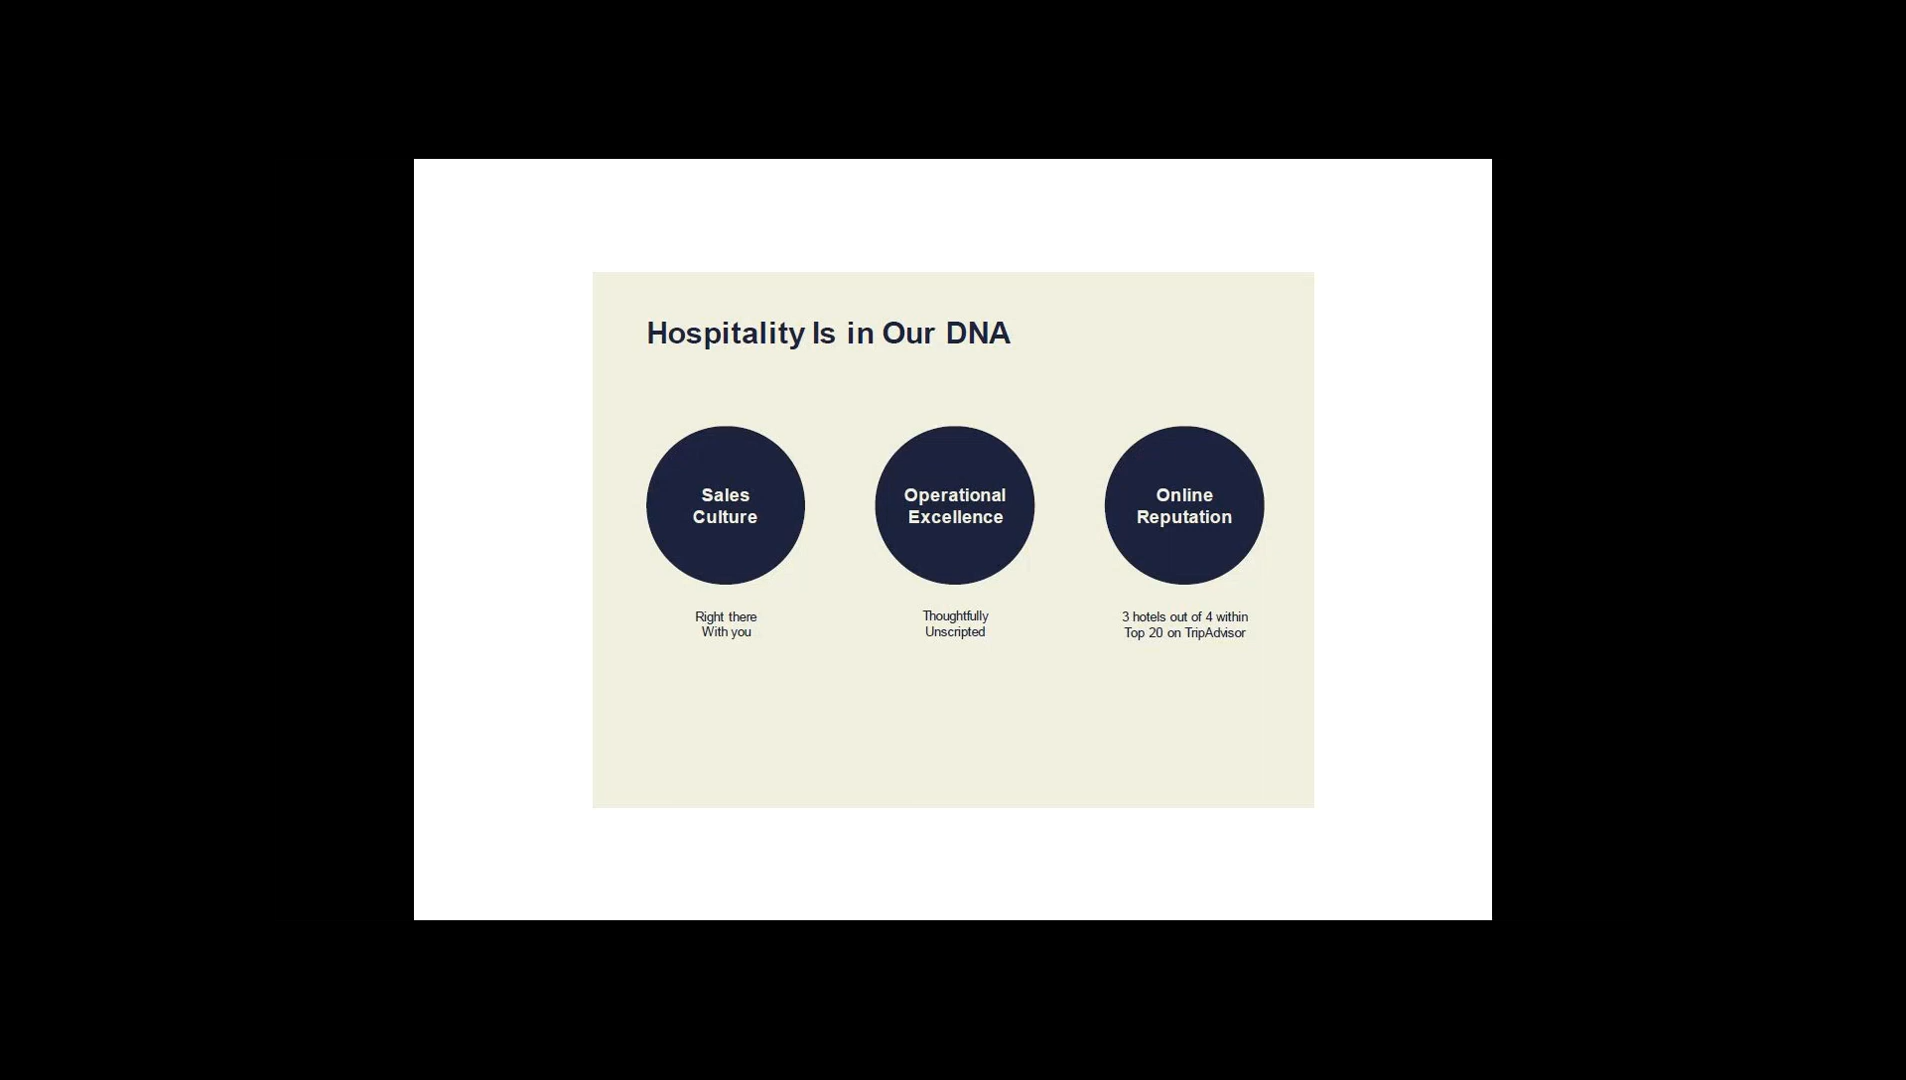 Hospitality Is in Our DNA
Sales
Culture
Operational
Excellence
Online
Reputation
Right there
With you
Thoughtfully
Unscripted
3 hotels out of 4 within
Top 20 on TripAdvisor